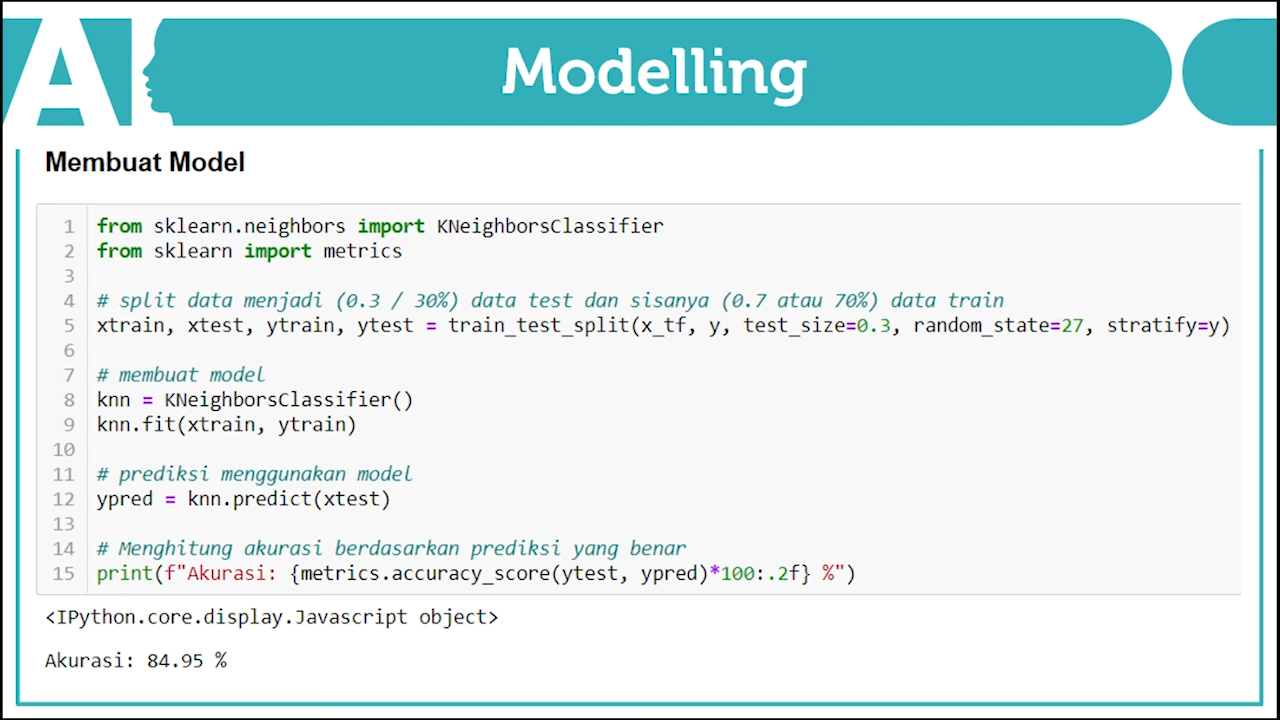 AI
Modelling
Membuat Model
1 from sklearn.neighbors import KNeighborsClassifier
2 from sklearn import metrics
3
4 # split data menjadi (0.3 / 30%) data test dan sisanya (0.7 atau 70%) data train
5 xtrain, xtest, ytrain, ytest = train_test_split(x_tf, y, test_size=0.3, random_state=27, stratify=y)
6
7 # membuat model
8 knn = KNeighborsClassifier()
9 knn.fit(xtrain, ytrain)
10
11 # prediksi menggunakan model
12 ypred = knn.predict(xtest)
13
14 # Menghitung akurasi berdasarkan prediksi yang benar
15 print(f"Akurasi: {metrics.accuracy_score(ytest, ypred)*100:.2f} %")
<IPython.core.display.Javascript object>
Akurasi: 84.95 %